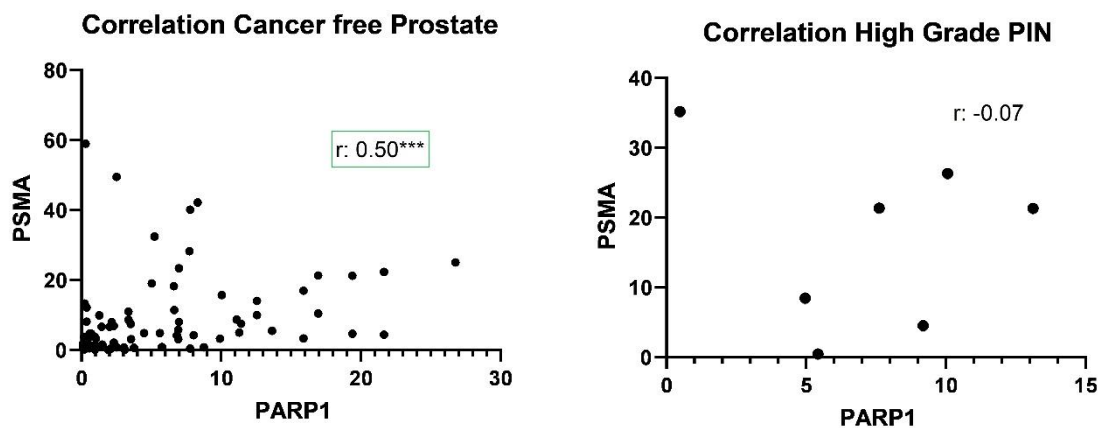 Correlation Cancer free Prostate
80
60
40
20
0
PSMA
r: 0.50***
0 10 20 30
PARP1
Correlation High Grade PIN
40
30
20
10
0
PSMA
r: -0.07
0 5 10 15
PARP1